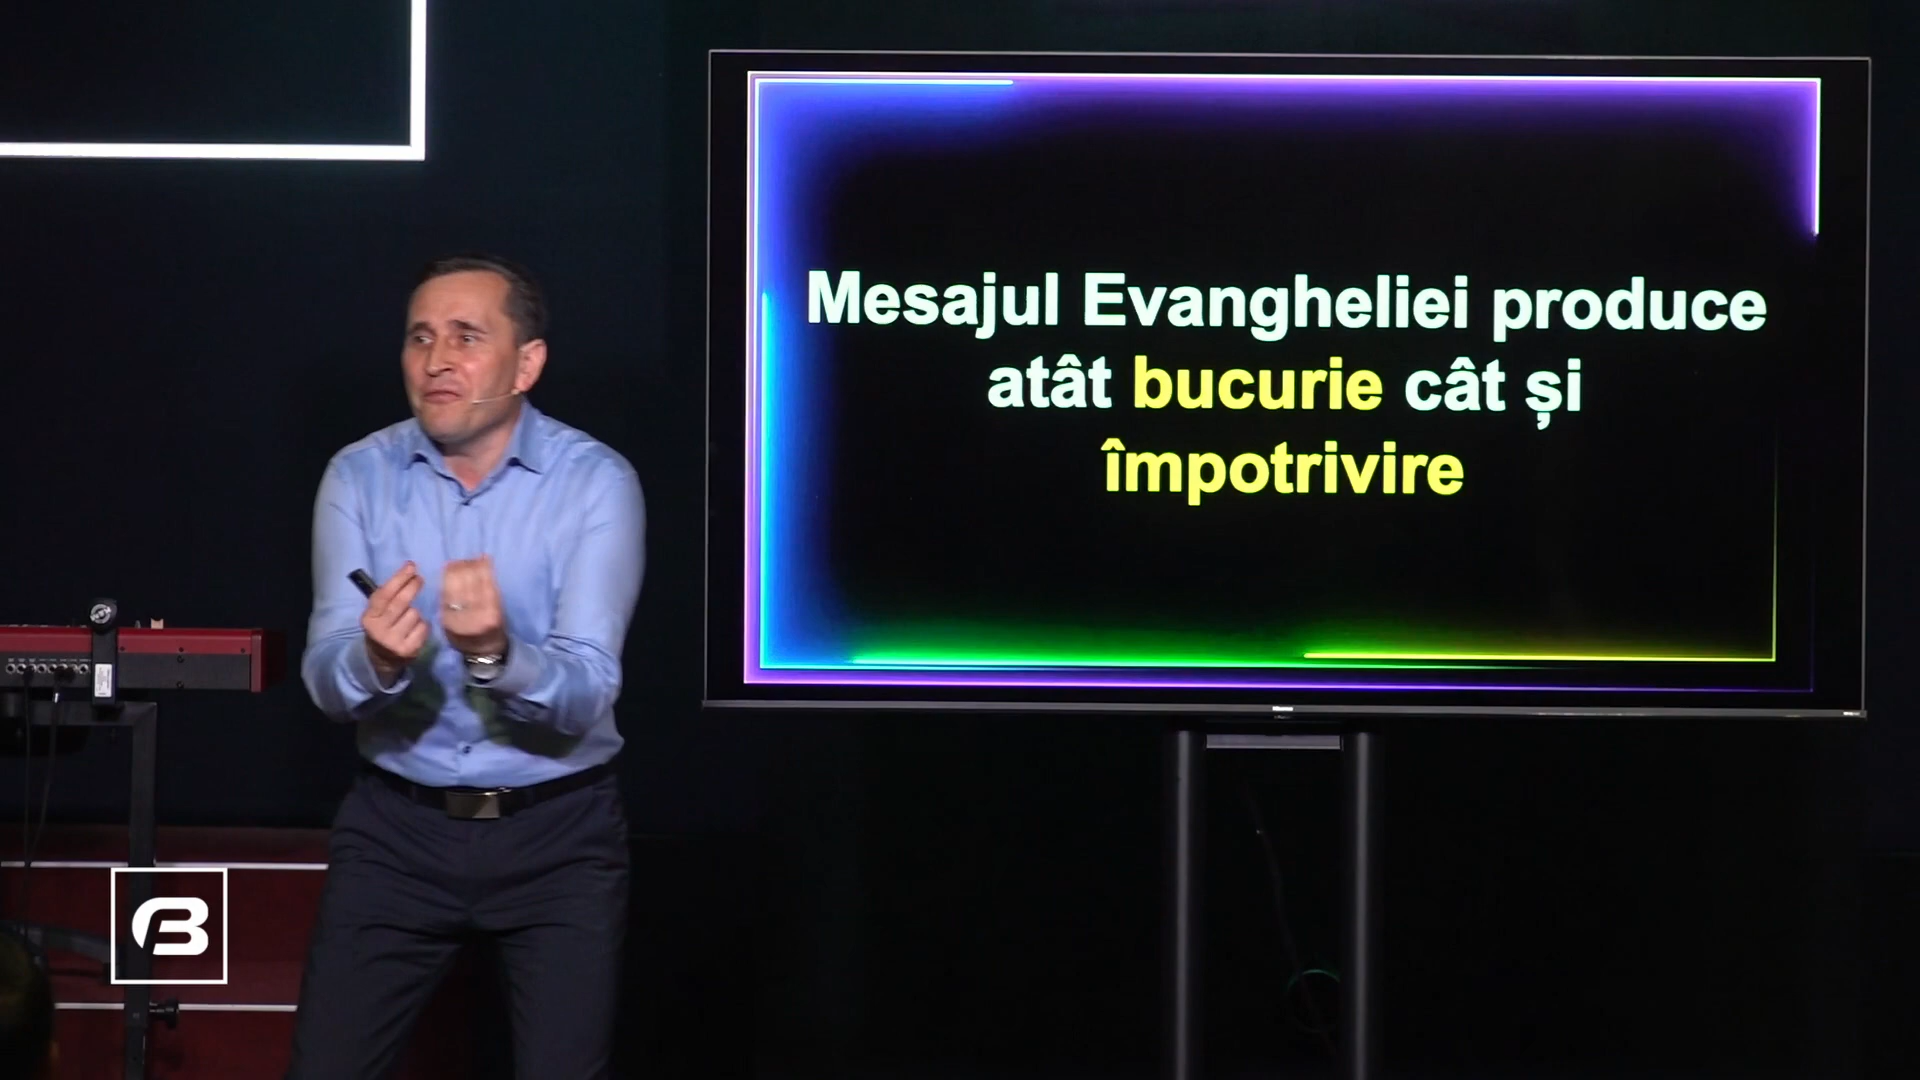 Mesajul Evangheliei produce
atât bucurie cât și
împotrivire
B